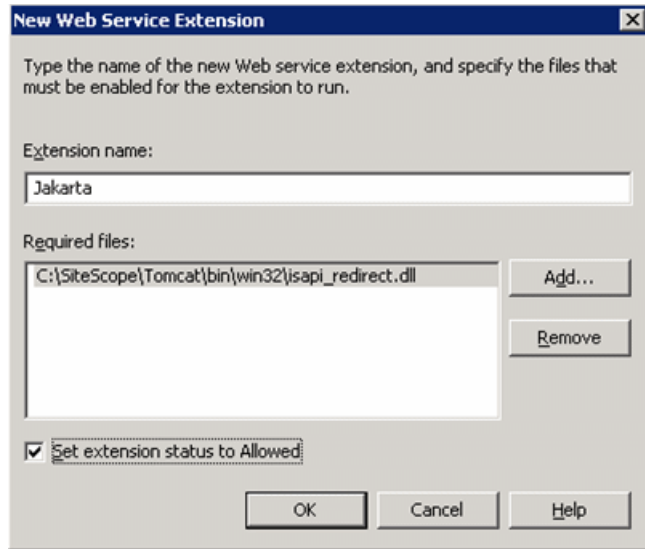 New Web Service Extension
Type the name of the new Web service extension, and specify the files that
must be enabled for the extension to run.
Extension name:
Jakarta
Required files:
C:\SiteScope\Tomcat\bin\win32\isapi_redirect.dll
Add...
Remove
Set extension status to Allowed
OK
Cancel
Help